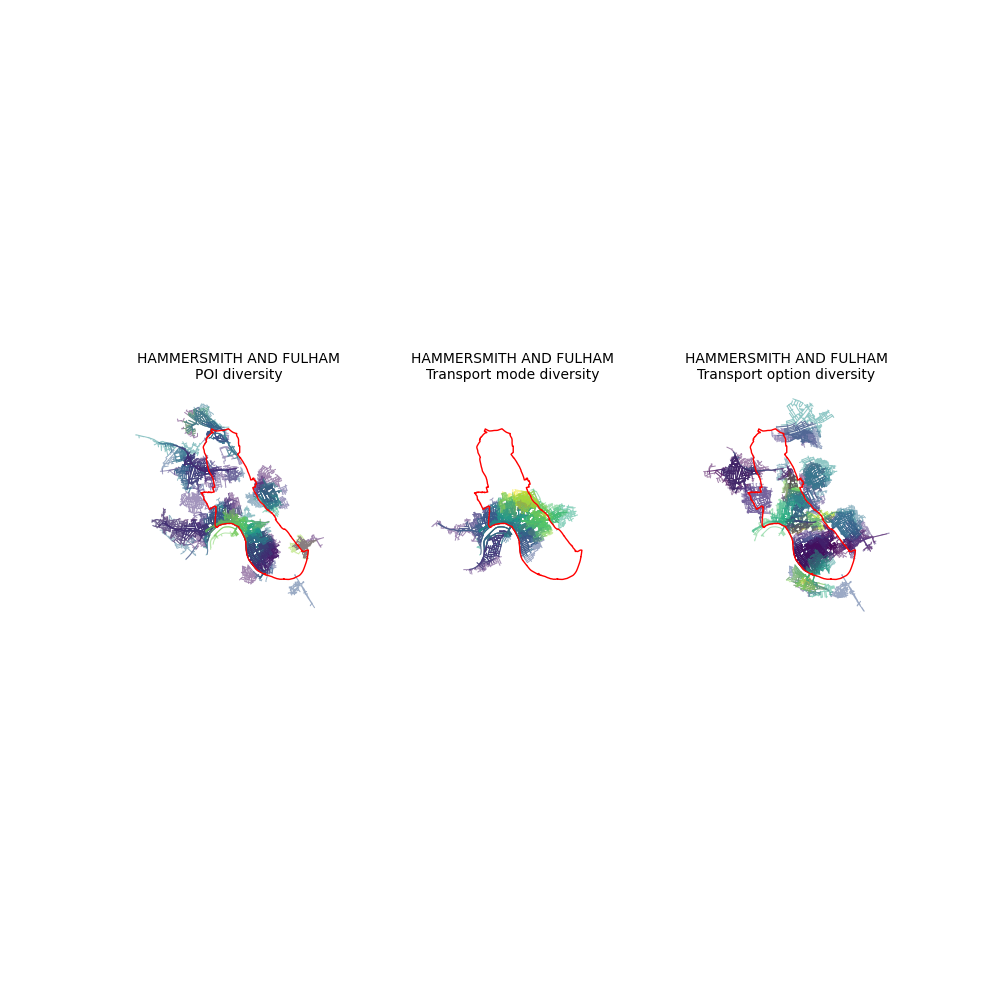 HAMMERSMITH AND FULHAM
POI diversity
HAMMERSMITH AND FULHAM
Transport mode diversity
HAMMERSMITH AND FULHAM
Transport option diversity